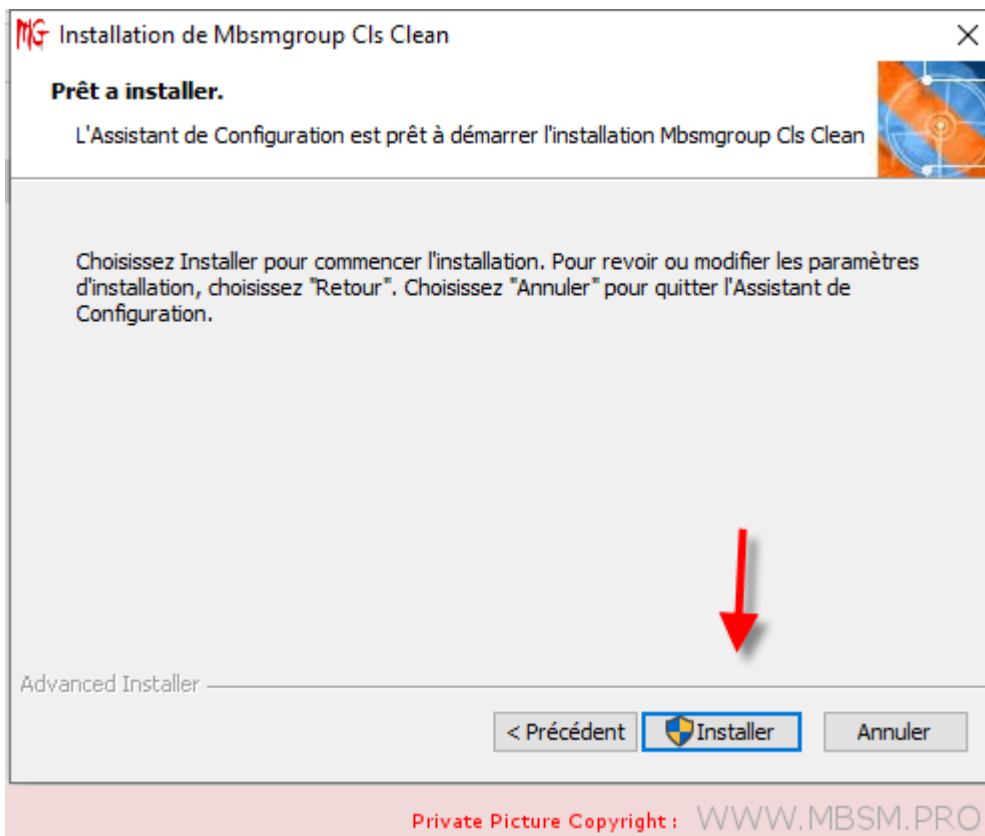 MG Installation de Mbsmgroup Cls Clean
Prêt a installer.
L'Assistant de Configuration est prêt à démarrer l'installation Mbsmgroup Cls Clean
Choisissez Installer pour commencer l'installation. Pour revoir ou modifier les paramètres
d'installation, choisissez "Retour". Choisissez "Annuler" pour quitter l'Assistant de
Configuration.
Advanced Installer
< Précédent Installer Annuler
Private Picture Copyright : WWW.MBSM.PRO